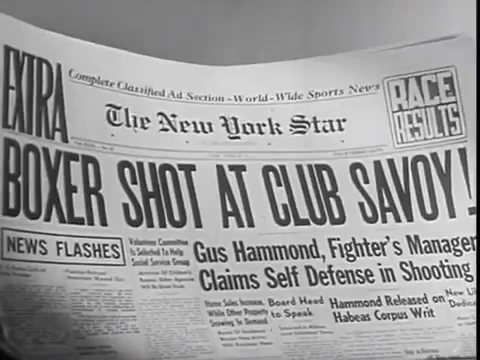 EXTRA
Complete Classified Ad Section - World-Wide Sports News
The New York Star
RACE
RESULTS
BOXER SHOT AT CLUB SAVOY!
NEWS FLASHES
Volunteer Committee
Is Selected To Help
Social Service Group
Gus Hammond, Fighter's Manager
Claims Self Defense in Shooting
Home Sales Increase,
While Other Property
Growing In Demand
Board Head
to Speak
Hammond Released on
Habeas Corpus Writ
New Li
Dedica